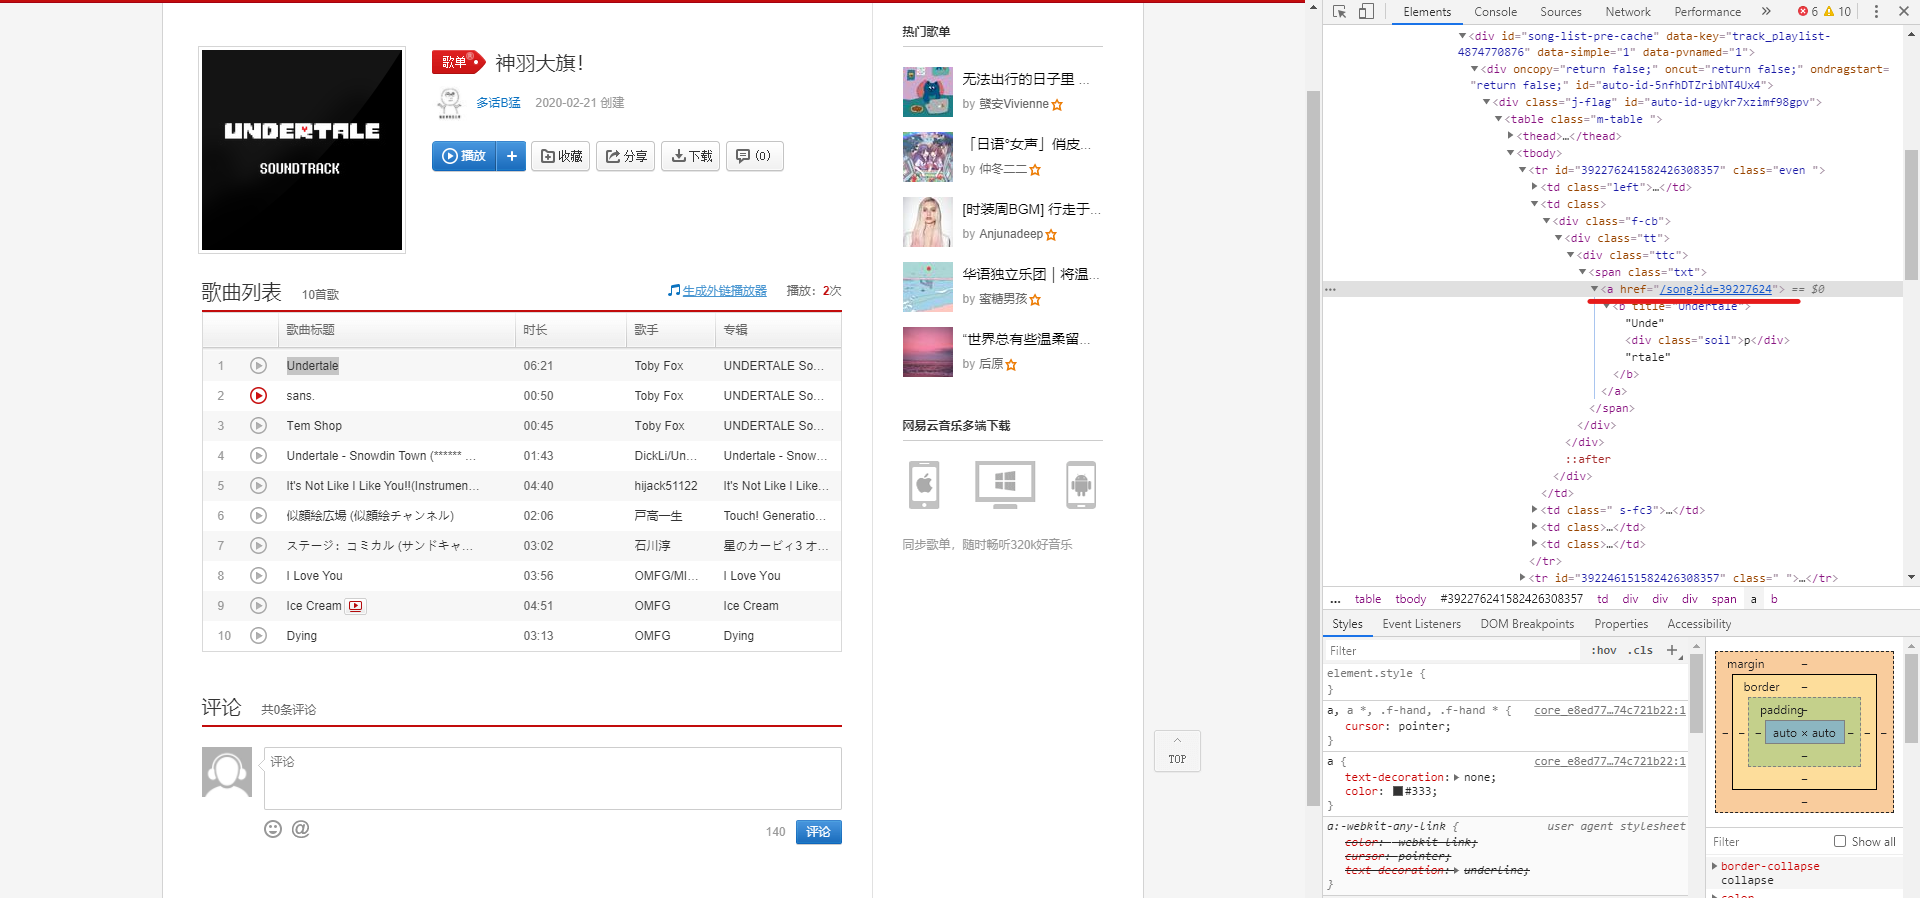 UNDERTALE
SOUNDTRACK
歌单
神羽大旗!
多话B猛 2020-02-21 创建
播放 + 收藏 分享 下载 (0)
歌曲列表 10首歌 生成外链播放器 播放：2次
歌曲标题 时长 歌手 专辑
1 Undertale 06:21 Toby Fox UNDERTALE So...
2 sans. 00:50 Toby Fox UNDERTALE So...
3 Tem Shop 00:45 Toby Fox UNDERTALE So...
4 Undertale - Snowdin Town (****** ... 01:43 DickLi/Un... Undertale - Snow...
5 It's Not Like I Like You!!(Instrumen... 04:40 hijack51122 It's Not Like I Like...
6 似顔絵広場 (似顔絵チャンネル) 02:06 戸高一生 Touch! Generatio...
7 ステージ：コミカル (サンドキャ... 03:02 石川淳 星のカービィ3 オ...
8 I Love You 03:56 OMFG/MI... I Love You
9 Ice Cream 04:51 OMFG Ice Cream
10 Dying 03:13 OMFG Dying
评论 共0条评论
评论
140 评论
热门歌单
无法出行的日子里 ...
by 燛安Vivienne
「日语°女声」俏皮...
by 仲冬二二
[时装周BGM] 行走于...
by Anjunadeep
华语独立乐团｜将温...
by 蜜糖男孩
“世界总有些温柔留...
by 后原
网易云音乐多端下载
同步歌单，随时畅听320k好音乐
TOP
Elements Console Sources Network Performance » 6 10
<div id="song-list-pre-cache" data-key="track_playlist-
4874770876" data-simple="1" data-pvnamed="1">
<div oncopy="return false;" oncut="return false;" ondragstart=
"return false;" id="auto-id-5nfhDTZribNT4Ux4">
<div class="j-flag" id="auto-id-ugykr7xzimf98gpv">
<table class="m-table ">
<thead>…</thead>
<tbody>
<tr id="392276241582426308357" class="even ">
<td class="left">…</td>
<td class>
<div class="f-cb">
<div class="tt">
<div class="ttc">
<span class="txt">
<a href="/song?id=39227624"> == $0
<b title="Undertale">
"Unde"
<div class="soil">p</div>
"rtale"
</b>
</a>
</span>
</div>
</div>
::after
</div>
</td>
<td class=" s-fc3">…</td>
<td class>…</td>
<td class>…</td>
</tr>
<tr id="392246151582426308357" class=" ">…</tr>
... table tbody #392276241582426308357 td div div div span a b
Styles Event Listeners DOM Breakpoints Properties Accessibility
Filter :hov .cls +
element.style {
}
a, a *, .f-hand, .f-hand * { core_e8ed77…74c721b22:1
cursor: pointer;
}
a { core_e8ed77…74c721b22:1
text-decoration: none;
color: #333;
}
a:-webkit-any-link { user agent stylesheet
color: -webkit-link;
cursor: pointer;
text-decoration: underline;
}
margin –
border –
padding –
– – – auto × auto – – –
–
–
–
Filter Show all
border-collapse
collapse
color